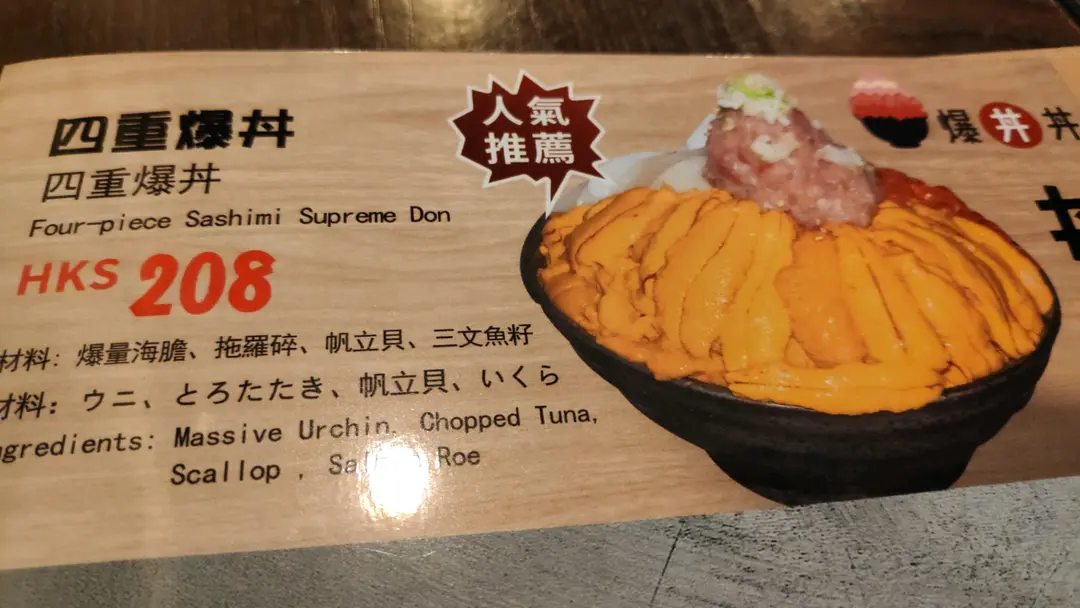 四重爆丼
四重爆丼
Four-piece Sashimi Supreme Don
HK$ 208
人氣
推薦
爆丼丼
材料: 爆量海膽、拖羅碎、帆立貝、三文魚籽
材料: ウニ、とろたたき、帆立貝、いくら
ngredients: Massive Urchin, Chopped Tuna,
Scallop , Roe